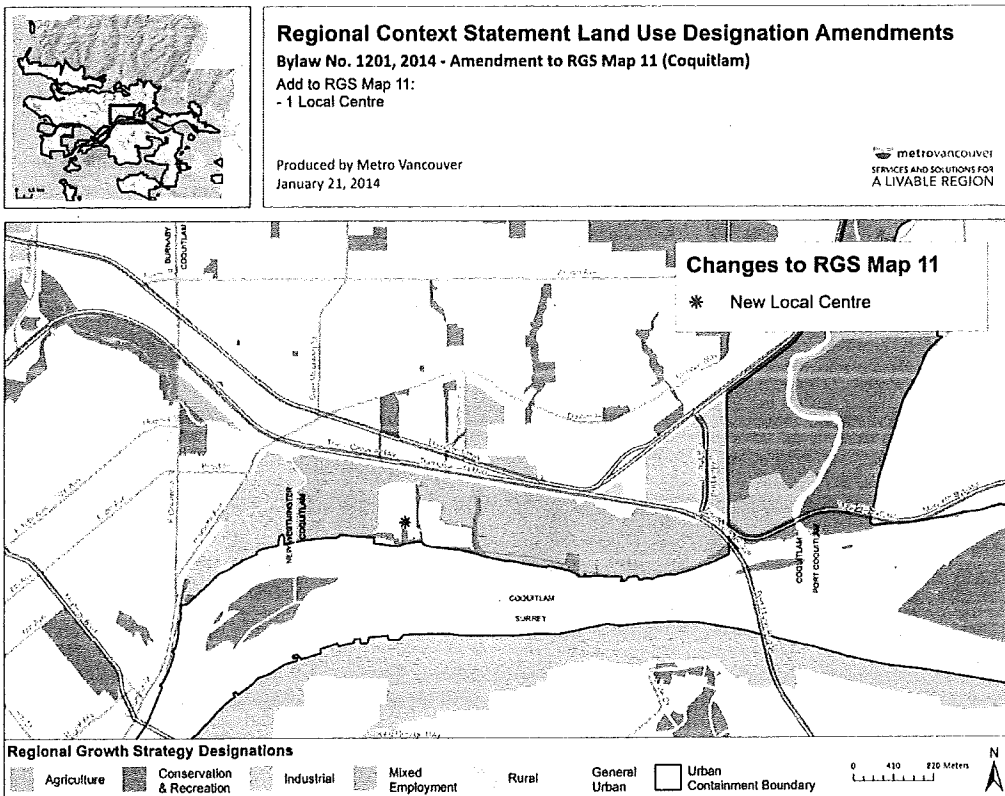 Regional Context Statement Land Use Designation Amendments
Bylaw No. 1201, 2014 - Amendment to RGS Map 11 (Coquitlam)
Add to RGS Map 11:
- 1 Local Centre
Produced by Metro Vancouver
January 21, 2014
metrovancouver
SERVICES AND SOLUTIONS FOR
A LIVABLE REGION
BURNABY
COQUITLAM
Changes to RGS Map 11
New Local Centre
NEW WESTMINSTER
COQUITLAM
COQUITLAM
PORT COQUITLAM
COQUITLAM
SURREY
Regional Growth Strategy Designations
Agriculture
Conservation
& Recreation
Industrial
Mixed
Employment
Rural
General
Urban
Urban
Containment Boundary
0 410 820 Meters
N